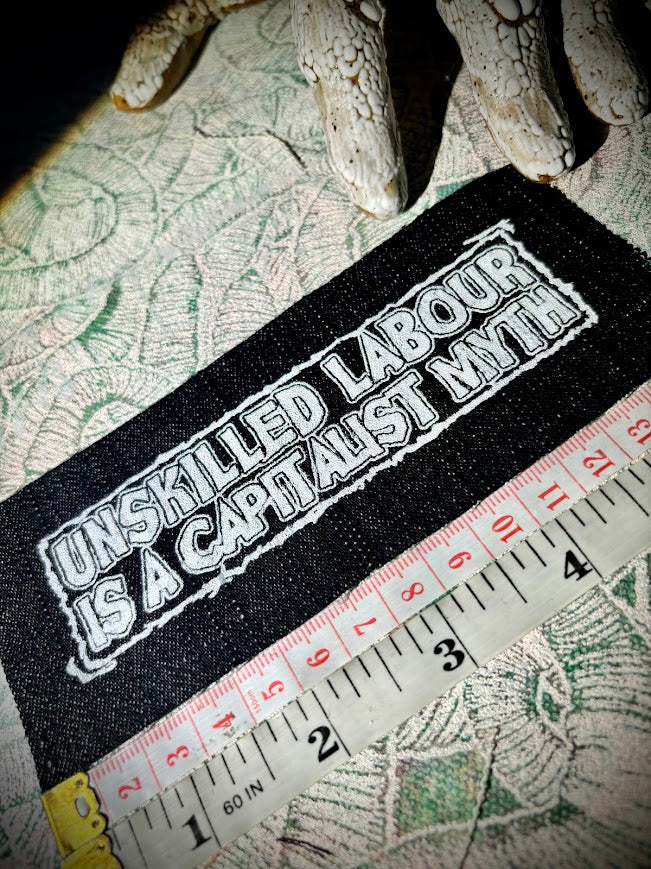 UNSKILLED LABOUR
IS A CAPITALIST MYTH
2 3 4 5 6 7 8 9 10 11 12 13
1 60 IN 2 3 4